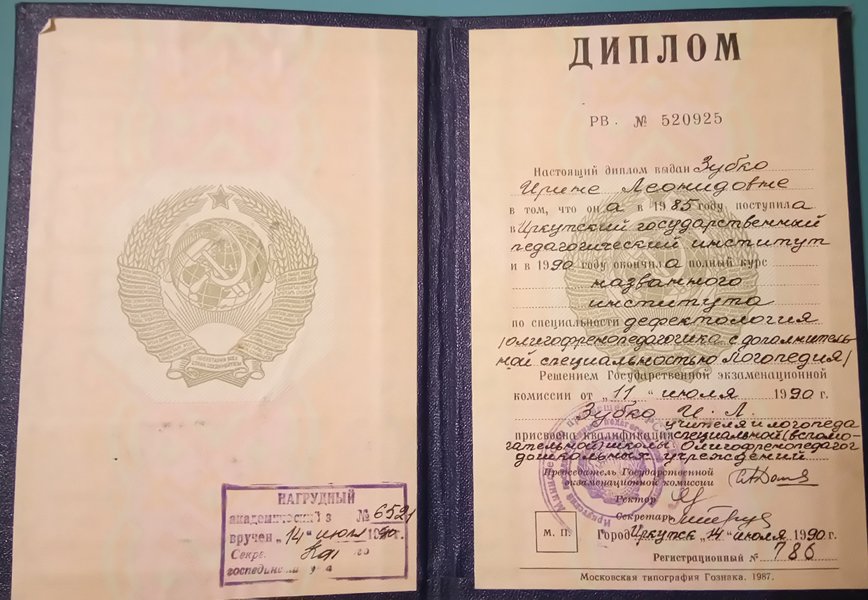 НАГРУДНЫЙ
академический з № 6521
вручен „14“ июля 1990г.
Секре
госпединс
ДИПЛОМ
РВ. № 520925
Настоящий диплом выдан Зубко
Ирине Леонидовне
в том, что она в 1985 году поступила
в Иркутский государственный
педагогический институт
и в 1990 году окончила полный курс
названного
института
по специальности дефектология
/олигофренопедагогика с дополнитель-
ной специальностью логопедия/
Решением Государственной экзаменационной
комиссии от „11“ июля 1990 г.
Зубко И. Л.
учителя и логопеда
присвоена квалификация специальной (вспомо-
гательной школы, олигофренопедагог
дошкольных учреждений
Председатель Государственной
экзаменационной комиссии
Ректор
Секретарь
М. П. Город Иркутск „14“ июля 1990 г.
Регистрационный № 786
Московская типография Гознака. 1987.